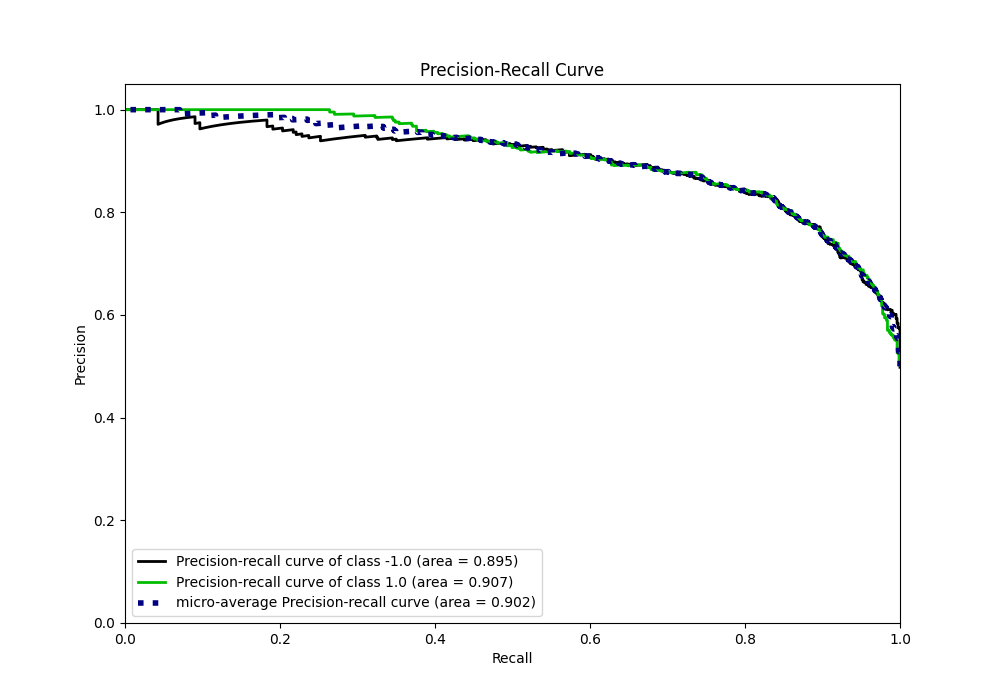 Precision-Recall Curve
1.0
0.8
0.6
0.4
0.2
0.0
Precision
Precision-recall curve of class -1.0 (area = 0.895)
Precision-recall curve of class 1.0 (area = 0.907)
micro-average Precision-recall curve (area = 0.902)
0.0 0.2 0.4 0.6 0.8 1.0
Recall